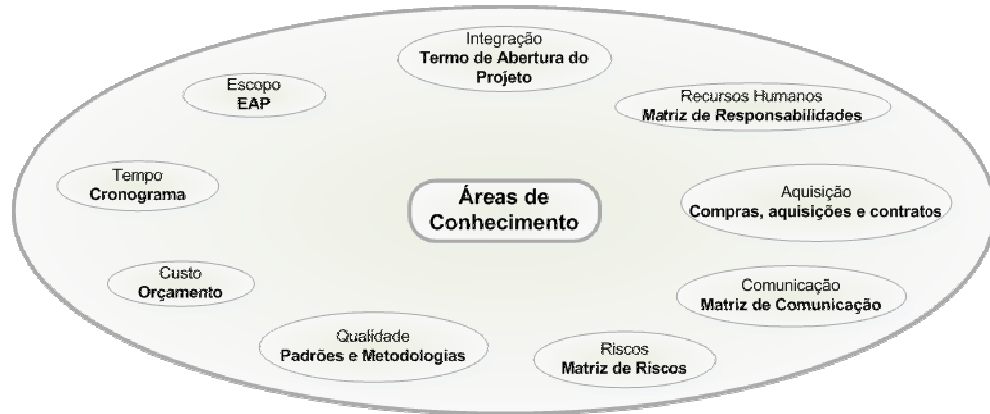 Integração
Termo de Abertura do
Projeto
Escopo
EAP
Recursos Humanos
Matriz de Responsabilidades
Tempo
Cronograma
Áreas de
Conhecimento
Aquisição
Compras, aquisições e contratos
Custo
Orçamento
Comunicação
Matriz de Comunicação
Qualidade
Padrões e Metodologias
Riscos
Matriz de Riscos